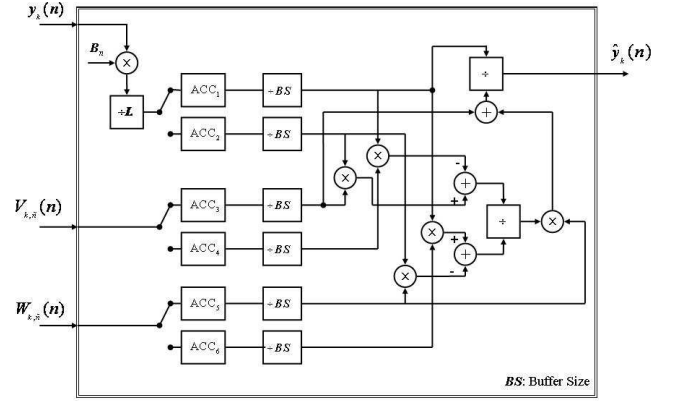 y_k(n)
B_n
×
÷L
ACC_1
÷BS
÷
ŷ_k(n)
+
ACC_2
÷BS
×
×
-
+
+
V_{k,ñ}(n)
ACC_3
÷BS
÷
×
ACC_4
÷BS
×
+
+
-
×
W_{k,ñ}(n)
ACC_5
÷BS
ACC_6
÷BS
BS: Buffer Size